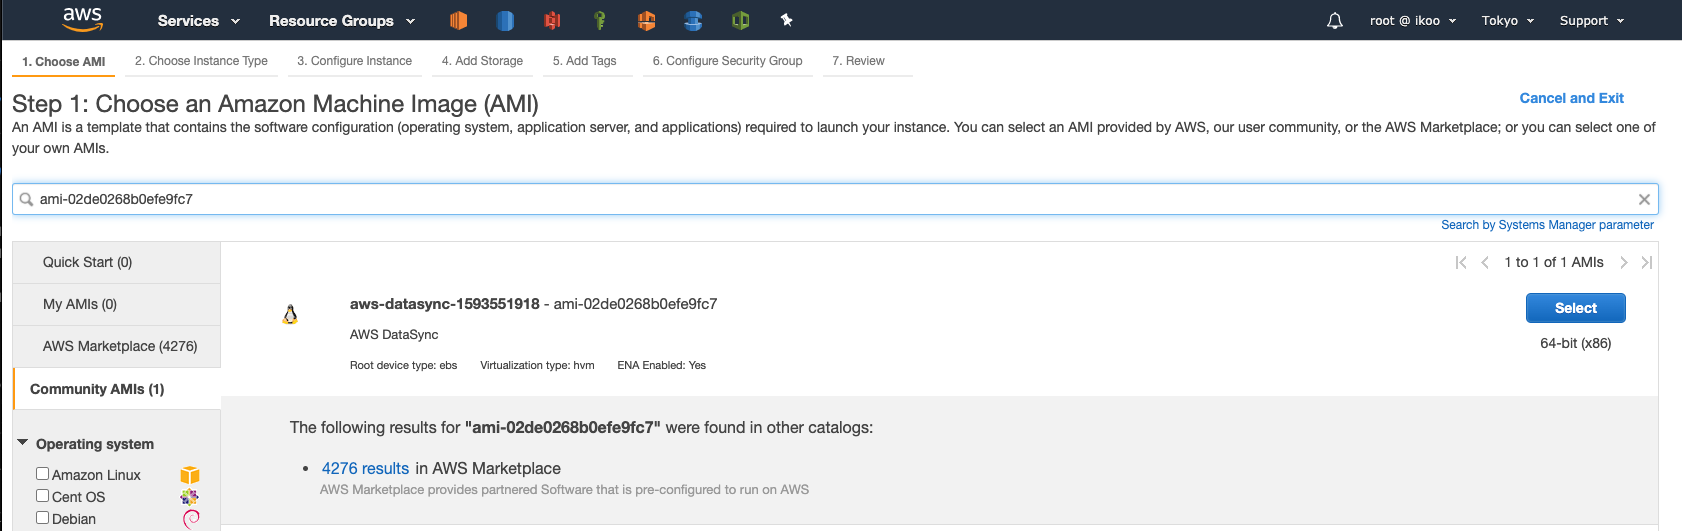 aws Services Resource Groups root @ ikoo Tokyo Support
1. Choose AMI 2. Choose Instance Type 3. Configure Instance 4. Add Storage 5. Add Tags 6. Configure Security Group 7. Review
Step 1: Choose an Amazon Machine Image (AMI)
Cancel and Exit
An AMI is a template that contains the software configuration (operating system, application server, and applications) required to launch your instance. You can select an AMI provided by AWS, our user community, or the AWS Marketplace; or you can select one of
your own AMIs.
ami-02de0268b0efe9fc7
Search by Systems Manager parameter
Quick Start (0)
My AMIs (0)
AWS Marketplace (4276)
Community AMIs (1)
Operating system
Amazon Linux
Cent OS
Debian
1 to 1 of 1 AMIs
aws-datasync-1593551918 - ami-02de0268b0efe9fc7
AWS DataSync
Root device type: ebs Virtualization type: hvm ENA Enabled: Yes
Select
64-bit (x86)
The following results for "ami-02de0268b0efe9fc7" were found in other catalogs:
• 4276 results in AWS Marketplace
AWS Marketplace provides partnered Software that is pre-configured to run on AWS